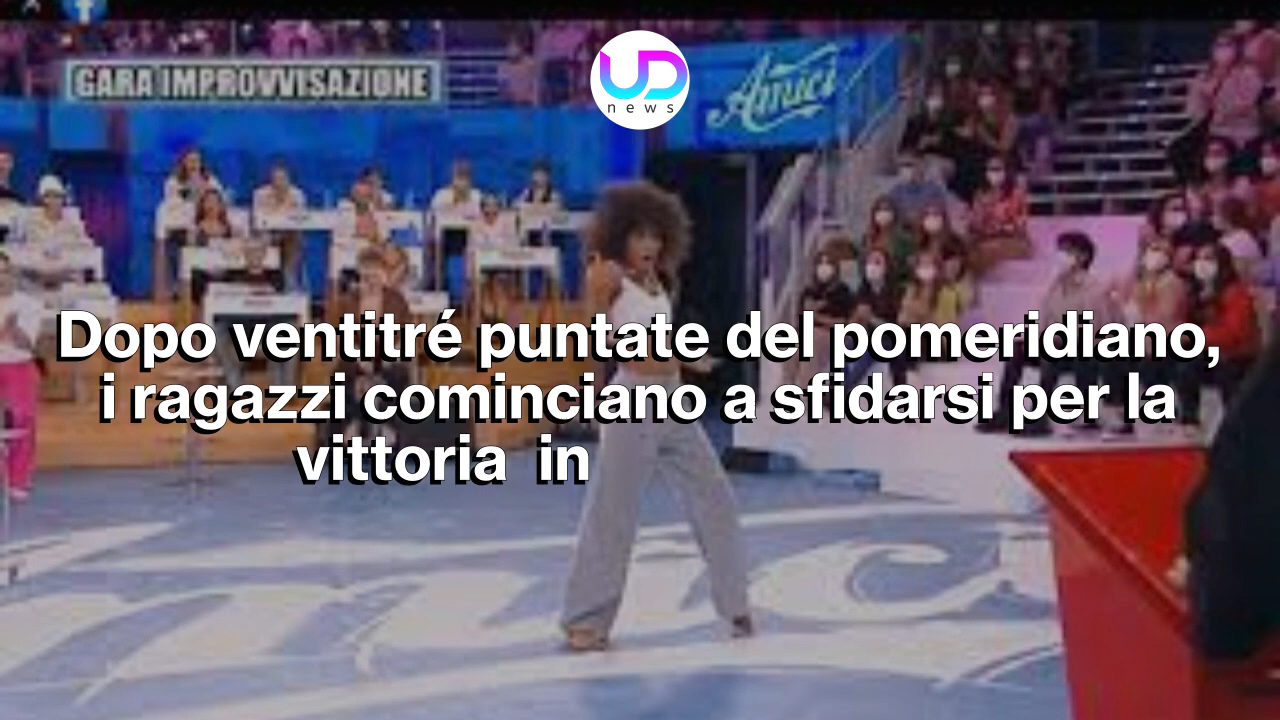 GARA IMPROVVISAZIONE
UD
news
Amici
Dopo ventitré puntate del pomeridiano,
i ragazzi cominciano a sfidarsi per la
vittoria in